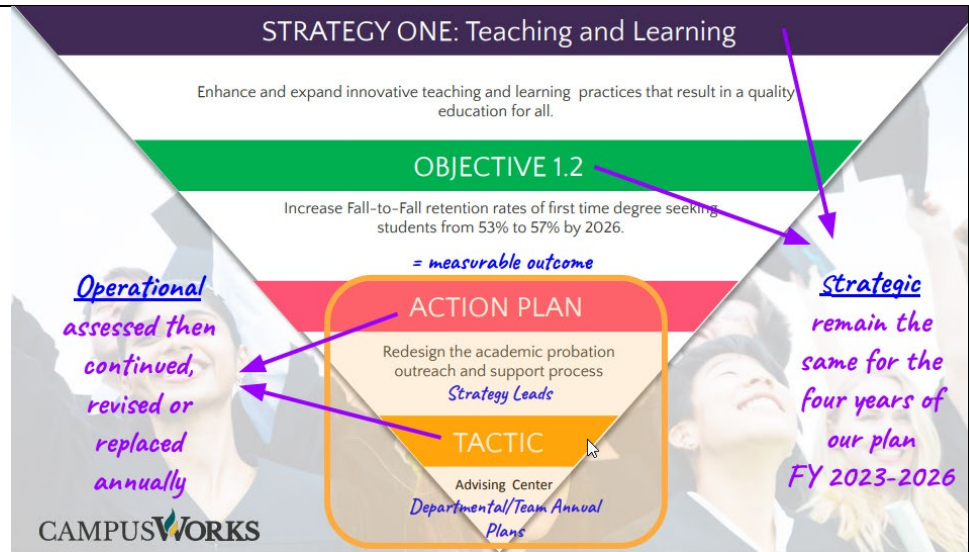 STRATEGY ONE: Teaching and Learning
Enhance and expand innovative teaching and learning practices that result in a quality
education for all.
OBJECTIVE 1.2
Increase Fall-to-Fall retention rates of first time degree seeking
students from 53% to 57% by 2026.
= measurable outcome
Operational
assessed then
continued,
revised or
replaced
annually
ACTION PLAN
Redesign the academic probation
outreach and support process
Strategy Leads
TACTIC
Advising Center
Departmental/Team Annual
Plans
Strategic
remain the
same for the
four years of
our plan
FY 2023-2026
CAMPUSWORKS